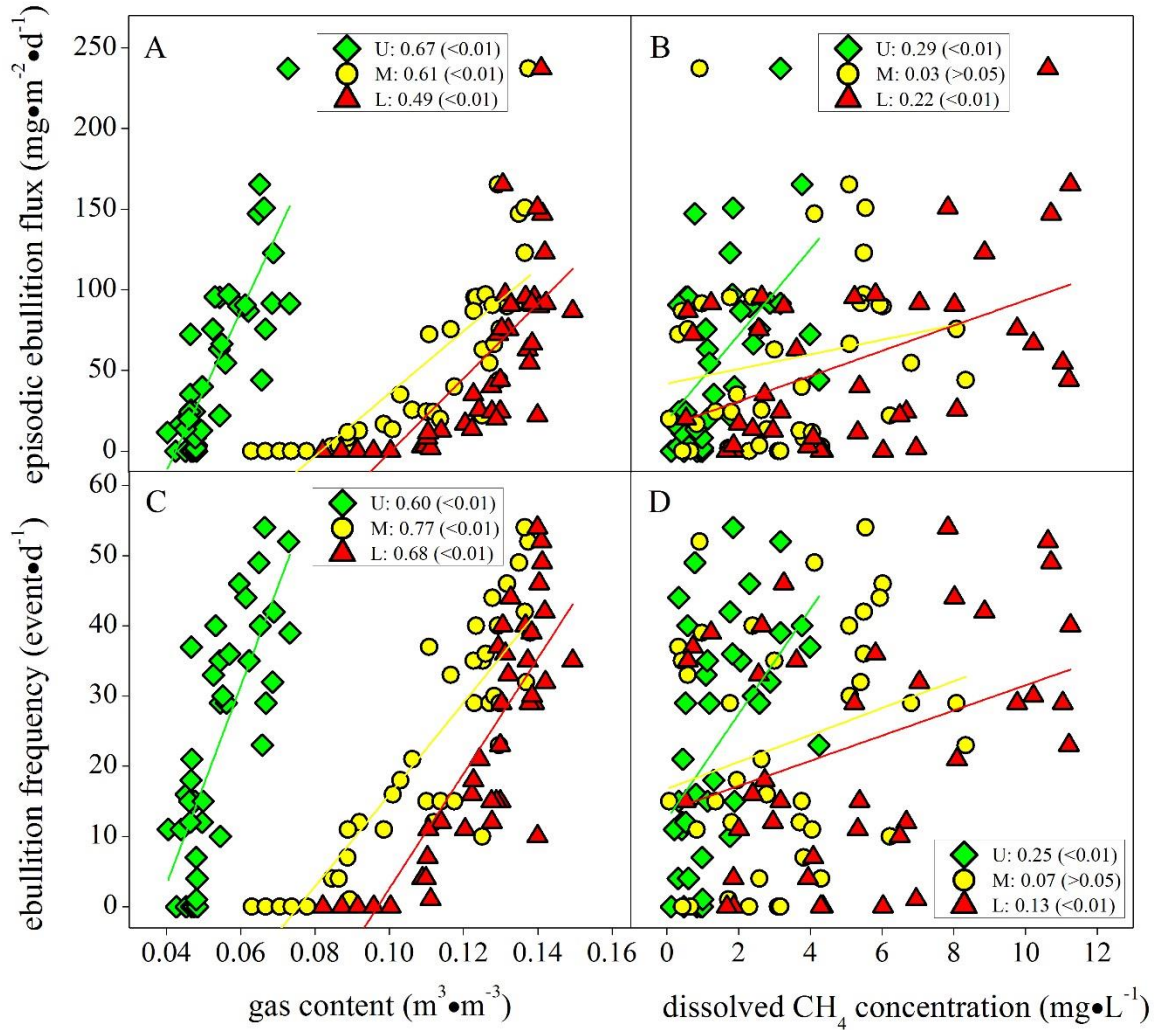 episodic ebullition flux (mg•m-2•d-1)
250
200
150
100
50
0
A
U: 0.67 (<0.01)
M: 0.61 (<0.01)
L: 0.49 (<0.01)
B
U: 0.29 (<0.01)
M: 0.03 (>0.05)
L: 0.22 (<0.01)
ebullition frequency (event•d-1)
60
50
40
30
20
10
0
C
U: 0.60 (<0.01)
M: 0.77 (<0.01)
L: 0.68 (<0.01)
D
U: 0.25 (<0.01)
M: 0.07 (>0.05)
L: 0.13 (<0.01)
0.04 0.06 0.08 0.10 0.12 0.14 0.16
0 2 4 6 8 10 12
gas content (m3•m-3)
dissolved CH4 concentration (mg•L-1)